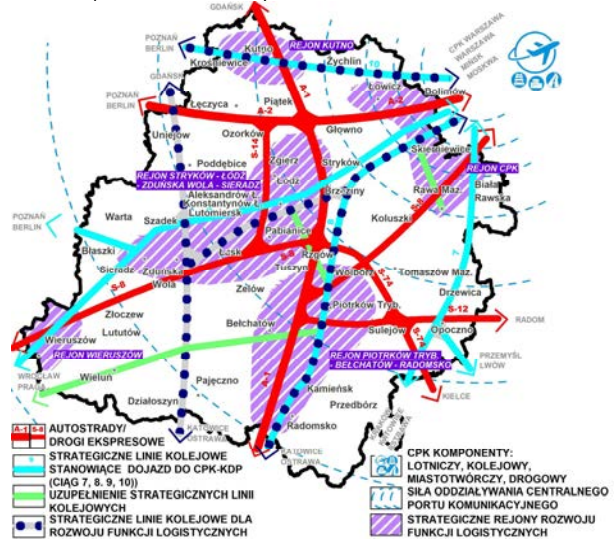 GDAŃSK
POZNAŃ
BERLIN
REJON KUTNO
CPK WARSZAWA
WARSZAWA
MIŃSK
MOSKWA
Kutno
Krośniewice
Żychlin
10
GDAŃSK
A-1
Łowicz
Bolimów
POZNAŃ
BERLIN
Łęczyca
Piątek
A-2
A-2
Uniejów
Ozorków
Głowno
S-14
Skierniewice
Zgierz
Stryków
REJON CPK
Poddębice
REJON STRYKÓW - ŁÓDŹ
- ZDUŃSKA WOLA - SIERADZ
Łódź
Brzeziny
Rawa Maz.
Biała
Rawska
Aleksandrów Ł.
Konstantynów Ł.
Lutomiersk
S-8
POZNAŃ
BERLIN
Warta
Szadek
Koluszki
Pabianice
Błaszki
Łask
S-8
Rzgów
Tuszyn
Wolbórz
Sieradz
Zduńska
Wola
S-74
Tomaszów Maz.
Drzewica
S-8
Zelów
Piotrków Tryb.
Złoczew
S-12
RADOM
Bełchatów
Sulejów
Opoczno
Lututów
Wieruszów
S-74
REJON WIERUSZÓW
REJON PIOTRKÓW TRYB.
- BEŁCHATÓW - RADOMSKO
PRZEMYŚL
LWÓW
WROCŁAW
PRAGA
Wieluń
Pajęczno
A-1
Kamieńsk
KIELCE
Działoszyn
Przedbórz
Radomsko
KATOWICE
OSTRAWA
KATOWICE
OSTRAWA
A-1 S-8 AUTOSTRADY/
DROGI EKSPRESOWE
STRATEGICZNE LINIE KOLEJOWE
STANOWIĄCE DOJAZD DO CPK-KDP
(CIĄG 7, 8. 9, 10))
UZUPEŁNIENIE STRATEGICZNYCH LINII
KOLEJOWYCH
STRATEGICZNE LINIE KOLEJOWE DLA
ROZWOJU FUNKCJI LOGISTYCZNYCH
CPK KOMPONENTY:
LOTNICZY, KOLEJOWY,
MIASTOTWÓRCZY, DROGOWY
SIŁA ODDZIAŁYWANIA CENTRALNEGO
PORTU KOMUNIKACYJNEGO
STRATEGICZNE REJONY ROZWOJU
FUNKCJI LOGISTYCZNYCH